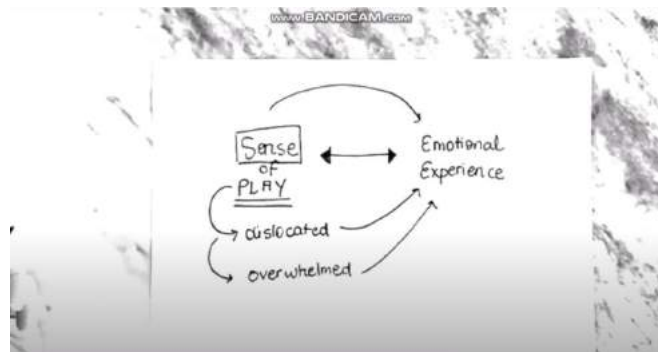 www.BANDICAM.com
Sense
of
PLAY
Emotional
Experience
dislocated
overwhelmed